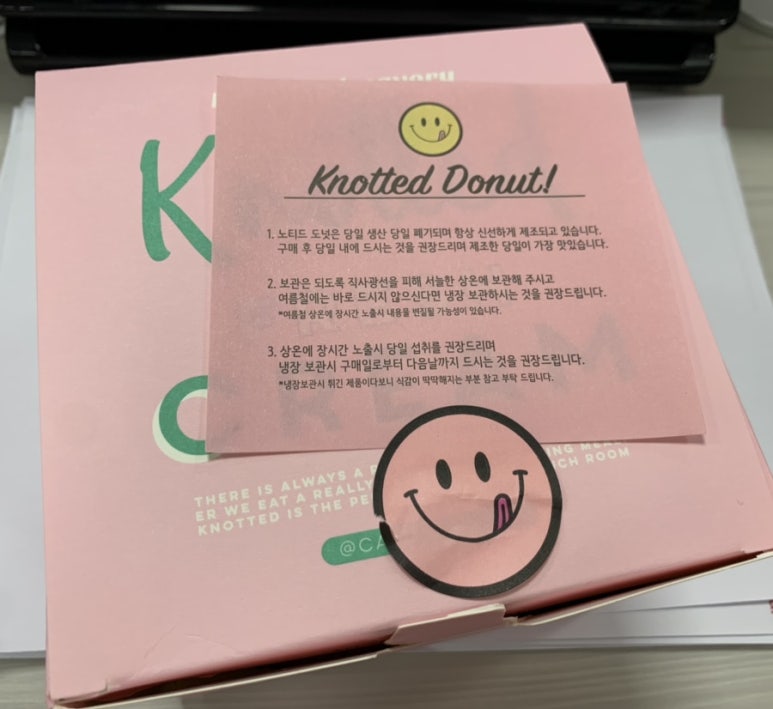 K
Knotted Donut!
1. 노티드 도넛은 당일 생산 당일 폐기되며 항상 신선하게 제조되고 있습니다.
구매 후 당일 내에 드시는 것을 권장드리며 제조한 당일이 가장 맛있습니다.
2. 보관은 되도록 직사광선을 피해 서늘한 상온에 보관해 주시고
여름철에는 바로 드시지 않으신다면 냉장 보관하시는 것을 권장드립니다.
*여름철 상온에 장시간 노출시 내용물 변질될 가능성이 있습니다.
3. 상온에 장시간 노출시 당일 섭취를 권장드리며
냉장 보관시 구매일로부터 다음날까지 드시는 것을 권장드립니다.
*냉장보관시 튀긴 제품이다보니 식감이 딱딱해지는 부분 참고 부탁 드립니다.
CREAM
THERE IS ALWAYS A
ER WE EAT A REALLY
KNOTTED IS THE ROOM
@CA